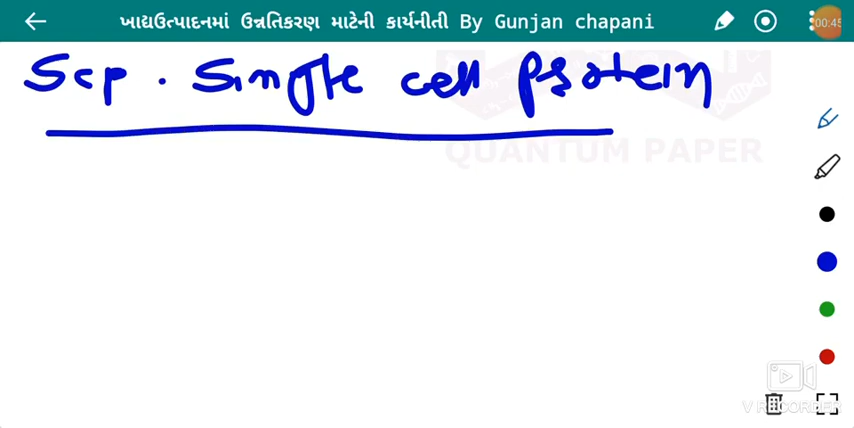 ખાદ્યઉત્પાદનમાં ઉન્નતિકરણ માટેની કાર્યનીતી By Gunjan chapani
00:45
Scp . Single cell protein
QUANTUM PAPER
V RECORDER